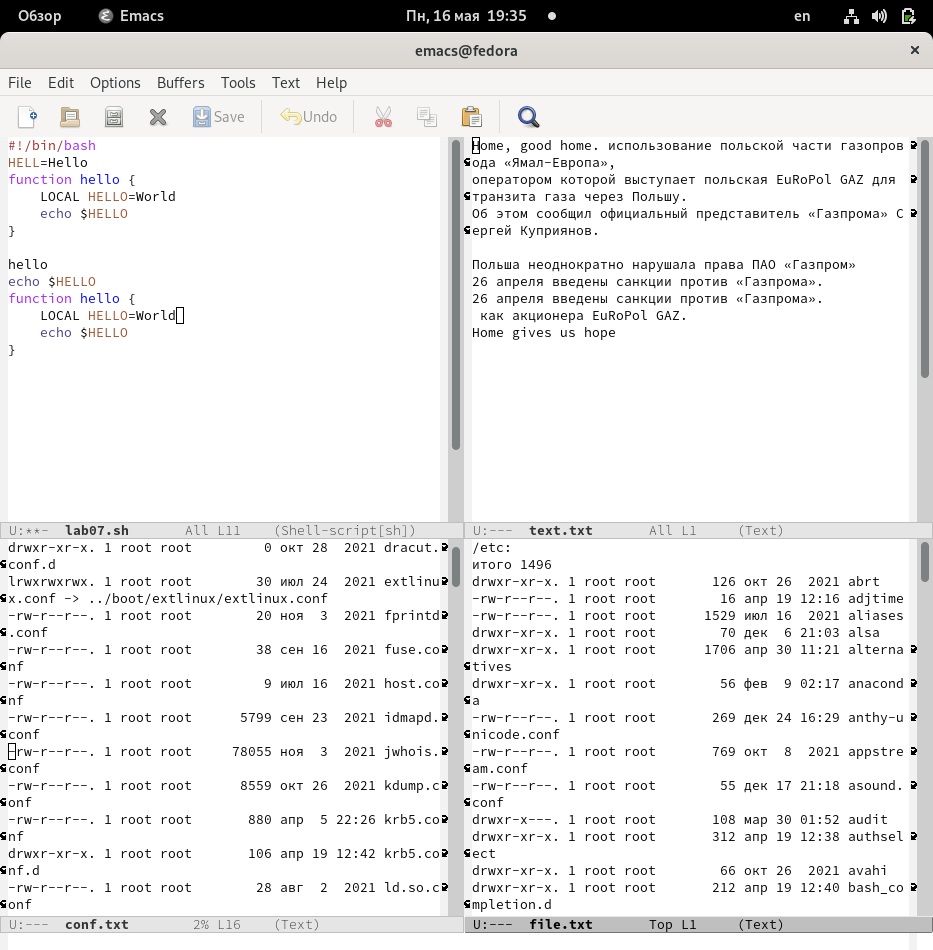 Обзор Emacs Пн, 16 мая 19:35 en
emacs@fedora
File Edit Options Buffers Tools Text Help
Save Undo
#!/bin/bash
HELL=Hello
function hello {
    LOCAL HELLO=World
    echo $HELLO
}
hello
echo $HELLO
function hello {
    LOCAL HELLO=World
    echo $HELLO
}
U:**-  lab07.sh       All L11    (Shell-script[sh])
Home, good home. использование польской части газопров
ода «Ямал-Европа»,
оператором которой выступает польская EuRoPol GAZ для
транзита газа через Польшу.
Об этом сообщил официальный представитель «Газпрома» С
ергей Куприянов.
Польша неоднократно нарушала права ПАО «Газпром»
26 апреля введены санкции против «Газпрома».
26 апреля введены санкции против «Газпрома».
 как акционера EuRoPol GAZ.
Home gives us hope
U:---  text.txt       All L1     (Text)
drwxr-xr-x. 1 root root         0 окт 28  2021 dracut.
conf.d
lrwxrwxrwx. 1 root root        30 июл 24  2021 extlinu
x.conf -> ../boot/extlinux/extlinux.conf
-rw-r--r--. 1 root root        20 ноя  3  2021 fprintd
.conf
-rw-r--r--. 1 root root        38 сен 16  2021 fuse.co
nf
-rw-r--r--. 1 root root         9 июл 16  2021 host.co
nf
-rw-r--r--. 1 root root      5799 сен 23  2021 idmapd.
conf
-rw-r--r--. 1 root root     78055 ноя  3  2021 jwhois.
conf
-rw-r--r--. 1 root root      8559 окт 26  2021 kdump.c
onf
-rw-r--r--. 1 root root       880 апр  5 22:26 krb5.co
nf
drwxr-xr-x. 1 root root       106 апр 19 12:42 krb5.co
nf.d
-rw-r--r--. 1 root root        28 авг  2  2021 ld.so.c
onf
U:---  conf.txt        2% L16    (Text)
/etc:
итого 1496
drwxr-xr-x. 1 root root       126 окт 26  2021 abrt
-rw-r--r--. 1 root root        16 апр 19 12:16 adjtime
-rw-r--r--. 1 root root      1529 июл 16  2021 aliases
drwxr-xr-x. 1 root root        70 дек  6 21:03 alsa
drwxr-xr-x. 1 root root      1706 апр 30 11:21 alterna
tives
drwxr-xr-x. 1 root root        56 фев  9 02:17 anacond
a
-rw-r--r--. 1 root root       269 дек 24 16:29 anthy-u
nicode.conf
-rw-r--r--. 1 root root       769 окт  8  2021 appstre
am.conf
-rw-r--r--. 1 root root        55 дек 17 21:18 asound.
conf
drwxr-x---. 1 root root       108 мар 30 01:52 audit
drwxr-xr-x. 1 root root       312 апр 19 12:38 authsel
ect
drwxr-xr-x. 1 root root        66 окт 26  2021 avahi
drwxr-xr-x. 1 root root       212 апр 19 12:40 bash_co
mpletion.d
U:---  file.txt       Top L1     (Text)